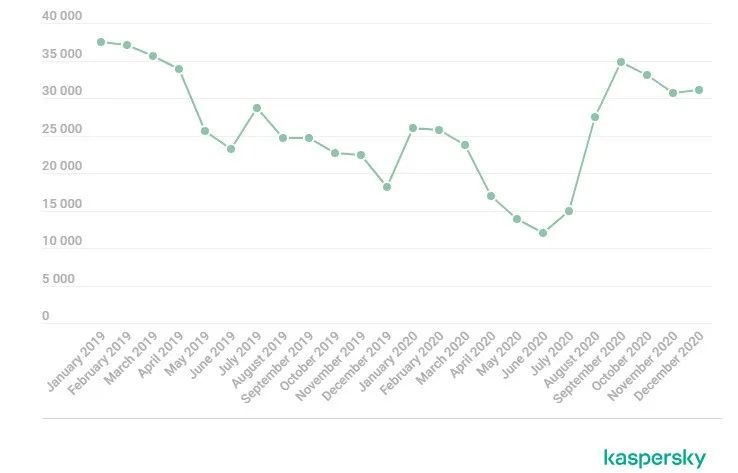 40 000
35 000
30 000
25 000
20 000
15 000
10 000
5 000
0
January 2019
February 2019
March 2019
April 2019
May 2019
June 2019
July 2019
August 2019
September 2019
October 2019
November 2019
December 2019
January 2020
February 2020
March 2020
April 2020
May 2020
June 2020
July 2020
August 2020
September 2020
October 2020
November 2020
December 2020
kaspersky